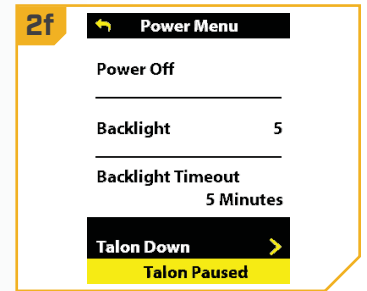 2f
Power Menu
Power Off
Backlight 5
Backlight Timeout
5 Minutes
Talon Down
Talon Paused